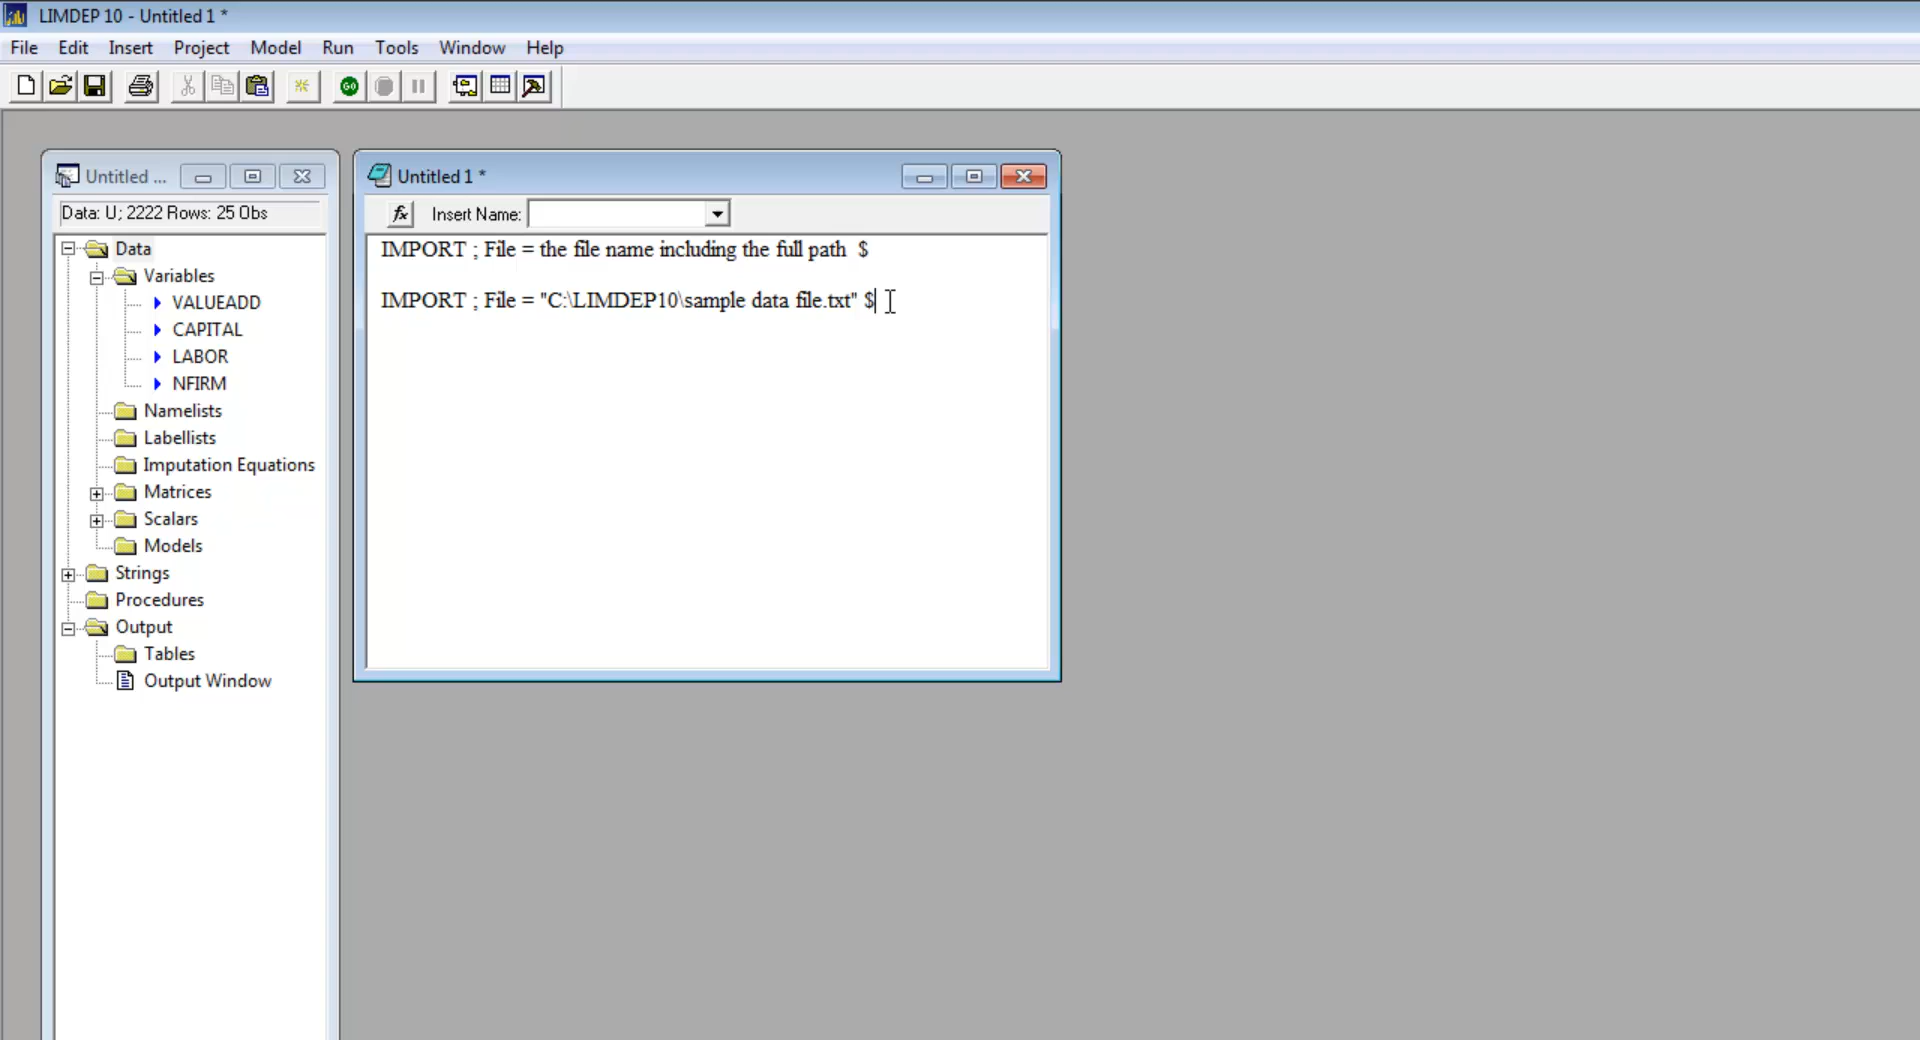 LIMDEP 10 - Untitled 1 *
File Edit Insert Project Model Run Tools Window Help
GO
Untitled ...
Data: U; 2222 Rows: 25 Obs
Data
Variables
VALUEADD
CAPITAL
LABOR
NFIRM
Namelists
Labellists
Imputation Equations
Matrices
Scalars
Models
Strings
Procedures
Output
Tables
Output Window
Untitled 1 *
fx Insert Name:
IMPORT ; File = the file name including the full path  $
IMPORT ; File = "C:\LIMDEP10\sample data file.txt" $